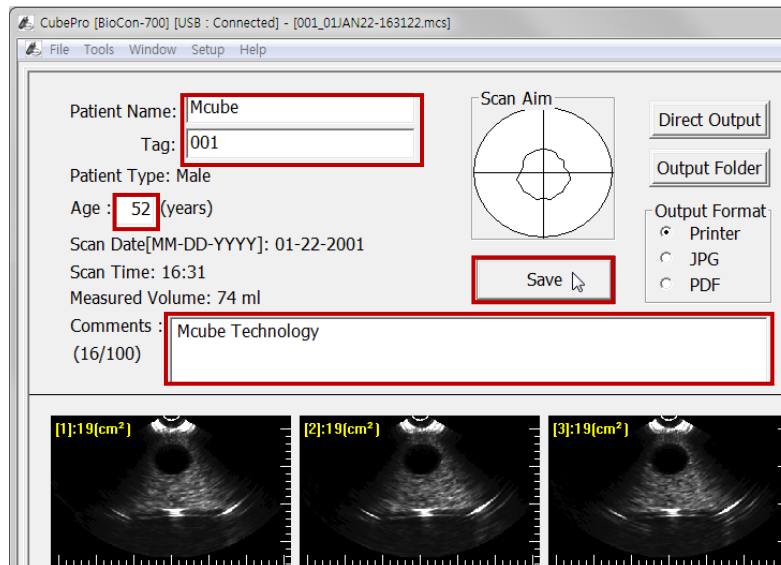 CubePro [BioCon-700] [USB : Connected] - [001_01JAN22-163122.mcs]
File Tools Window Setup Help
Patient Name: Mcube
Tag: 001
Patient Type: Male
Age : 52 (years)
Scan Date[MM-DD-YYYY]: 01-22-2001
Scan Time: 16:31
Measured Volume: 74 ml
Comments : Mcube Technology
(16/100)
Scan Aim
Save
Direct Output
Output Folder
Output Format
Printer
JPG
PDF
[1]:19(cm²)
[2]:19(cm²)
[3]:19(cm²)